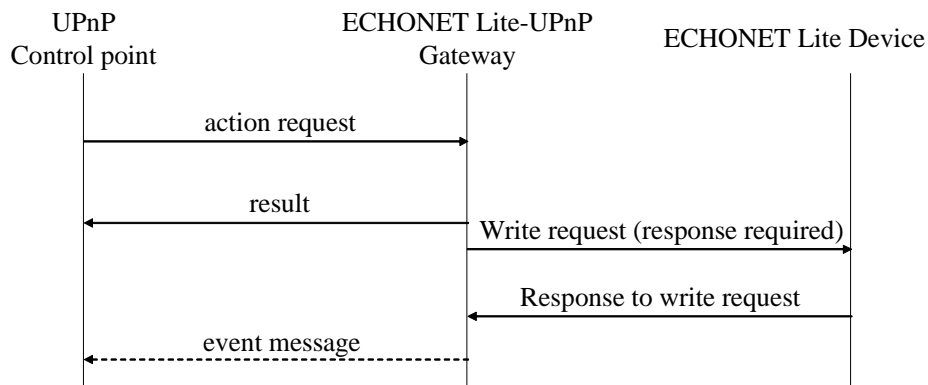 UPnP
Control point
ECHONET Lite-UPnP
Gateway
ECHONET Lite Device
action request
result
Write request (response required)
Response to write request
event message